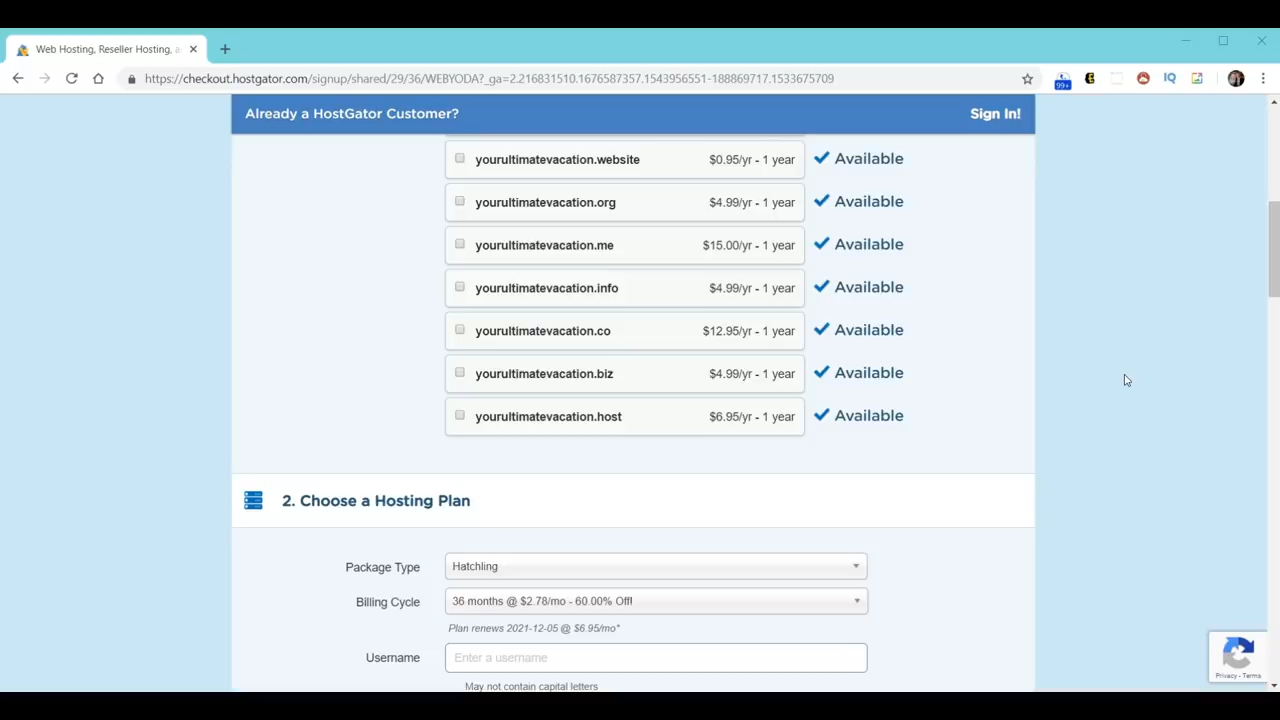 Web Hosting, Reseller Hosting, a
https://checkout.hostgator.com/signup/shared/29/36/WEBYODA?_ga=2.216831510.1676587357.1543956551-188869717.1533675709
99+
IQ
Already a HostGator Customer?
Sign In!
yourultimatevacation.website $0.95/yr - 1 year Available
yourultimatevacation.org $4.99/yr - 1 year Available
yourultimatevacation.me $15.00/yr - 1 year Available
yourultimatevacation.info $4.99/yr - 1 year Available
yourultimatevacation.co $12.95/yr - 1 year Available
yourultimatevacation.biz $4.99/yr - 1 year Available
yourultimatevacation.host $6.95/yr - 1 year Available
2. Choose a Hosting Plan
Package Type Hatchling
Billing Cycle 36 months @ $2.78/mo - 60.00% Off!
Plan renews 2021-12-05 @ $6.95/mo*
Username Enter a username
May not contain capital letters
Privacy - Terms